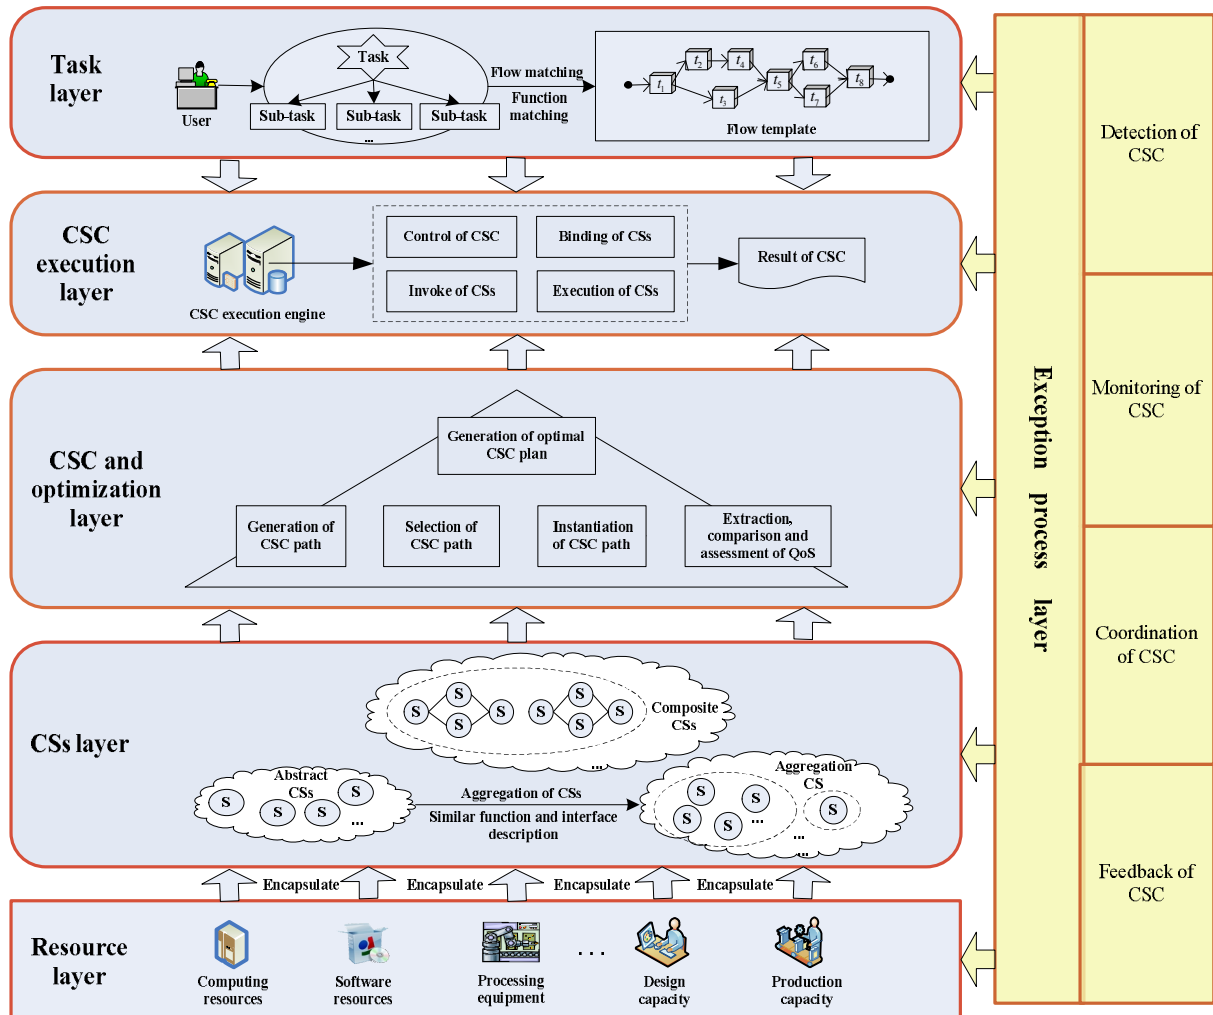 Task
layer
User
Task
Sub-task
Sub-task
Sub-task
...
Flow matching
Function
matching
t1
t2
t3
t4
t5
t6
t7
t8
Flow template
CSC
execution
layer
CSC execution engine
Control of CSC
Binding of CSs
Invoke of CSs
Execution of CSs
Result of CSC
CSC and
optimization
layer
Generation of optimal
CSC plan
Generation of
CSC path
Selection of
CSC path
Instantiation
of CSC path
Extraction,
comparison and
assessment of QoS
CSs layer
S
S
S
S
S
S
S
S
Composite
CSs
...
Abstract
CSs
S
S
S
S
...
Aggregation of CSs
Similar function and interface
description
Aggregation
CS
S
S
S
S
...
S
...
...
Encapsulate
Encapsulate
Encapsulate
Encapsulate
Resource
layer
Computing
resources
Software
resources
Processing
equipment
. . .
Design
capacity
Production
capacity
Exception process layer
Detection of
CSC
Monitoring of
CSC
Coordination
of CSC
Feedback of
CSC